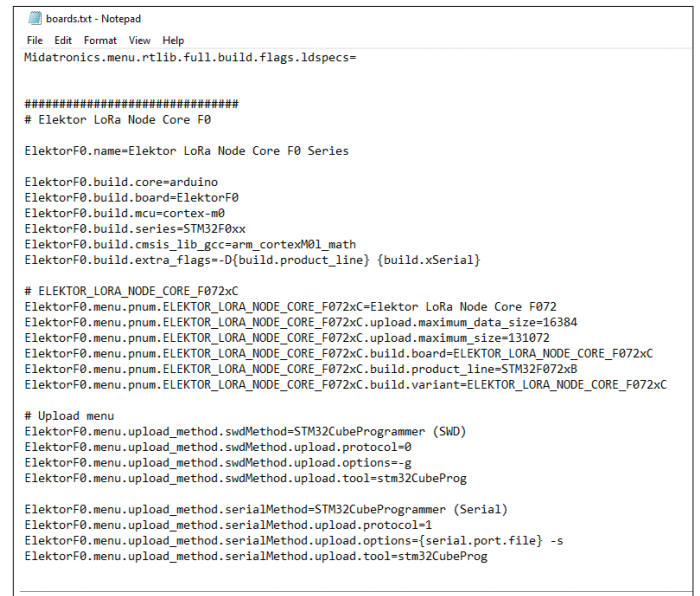 boards.txt - Notepad
File Edit Format View Help
Midatronics.menu.rtlib.full.build.flags.ldspecs=
###############################
# Elektor LoRa Node Core F0
ElektorF0.name=Elektor LoRa Node Core F0 Series
ElektorF0.build.core=arduino
ElektorF0.build.board=ElektorF0
ElektorF0.build.mcu=cortex-m0
ElektorF0.build.series=STM32F0xx
ElektorF0.build.cmsis_lib_gcc=arm_cortexM0l_math
ElektorF0.build.extra_flags=-D{build.product_line} {build.xSerial}
# ELEKTOR_LORA_NODE_CORE_F072xC
ElektorF0.menu.pnum.ELEKTOR_LORA_NODE_CORE_F072xC=Elektor LoRa Node Core F072
ElektorF0.menu.pnum.ELEKTOR_LORA_NODE_CORE_F072xC.upload.maximum_data_size=16384
ElektorF0.menu.pnum.ELEKTOR_LORA_NODE_CORE_F072xC.upload.maximum_size=131072
ElektorF0.menu.pnum.ELEKTOR_LORA_NODE_CORE_F072xC.build.board=ELEKTOR_LORA_NODE_CORE_F072xC
ElektorF0.menu.pnum.ELEKTOR_LORA_NODE_CORE_F072xC.build.product_line=STM32F072xB
ElektorF0.menu.pnum.ELEKTOR_LORA_NODE_CORE_F072xC.build.variant=ELEKTOR_LORA_NODE_CORE_F072xC
# Upload menu
ElektorF0.menu.upload_method.swdMethod=STM32CubeProgrammer (SWD)
ElektorF0.menu.upload_method.swdMethod.upload.protocol=0
ElektorF0.menu.upload_method.swdMethod.upload.options=-g
ElektorF0.menu.upload_method.swdMethod.upload.tool=stm32CubeProg
ElektorF0.menu.upload_method.serialMethod=STM32CubeProgrammer (Serial)
ElektorF0.menu.upload_method.serialMethod.upload.protocol=1
ElektorF0.menu.upload_method.serialMethod.upload.options={serial.port.file} -s
ElektorF0.menu.upload_method.serialMethod.upload.tool=stm32CubeProg